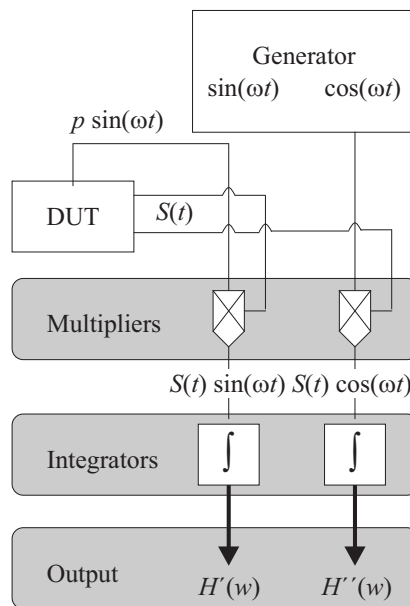 Generator
sin(ωt) cos(ωt)
p sin(ωt)
DUT
S(t)
Multipliers
S(t) sin(ωt) S(t) cos(ωt)
Integrators
∫ ∫
Output
H′(w) H′′(w)